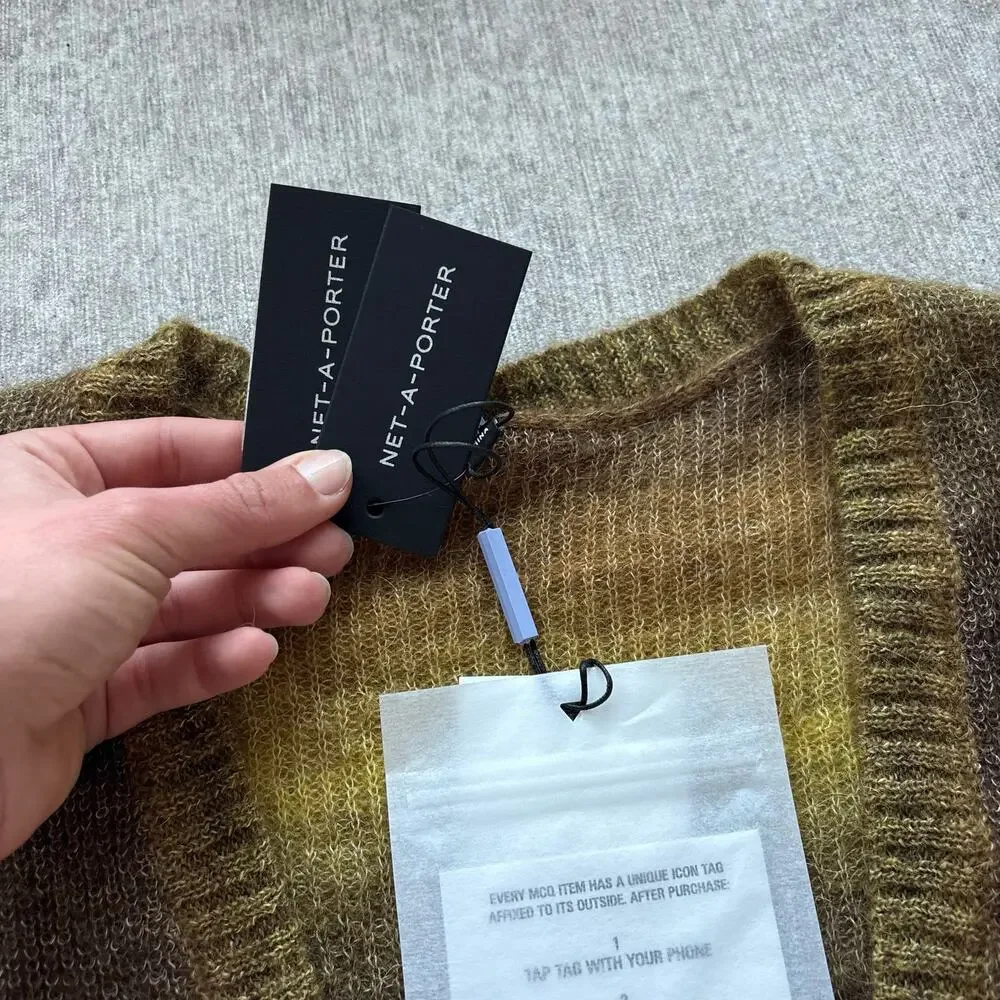 NET-A-PORTER
NET-A-PORTER
EVERY MCQ ITEM HAS A UNIQUE ICON TAG
AFFIXED TO ITS OUTSIDE. AFTER PURCHASE:
1
TAP TAG WITH YOUR PHONE